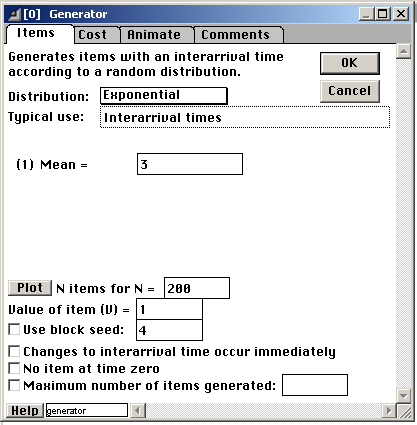 [0] Generator
Items Cost Animate Comments
Generates items with an interarrival time
according to a random distribution.
OK
Cancel
Distribution: Exponential
Typical use: Interarrival times
(1) Mean = 3
Plot N items for N = 200
Value of item (V) = 1
Use block seed: 4
Changes to interarrival time occur immediately
No item at time zero
Maximum number of items generated:
Help generator